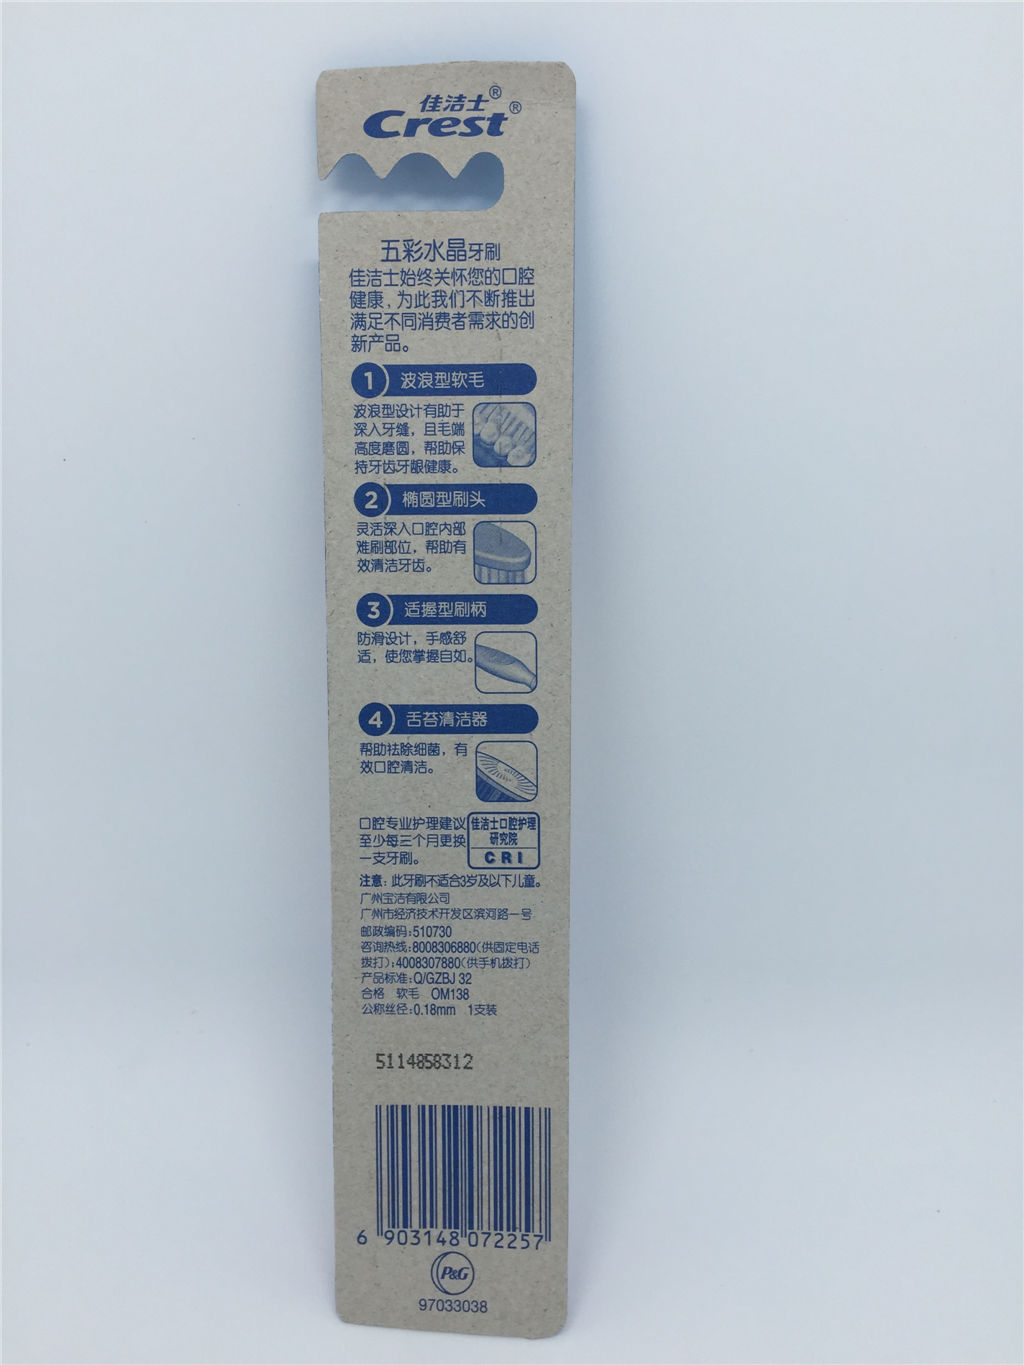 佳洁士®
Crest®
五彩水晶牙刷
佳洁士始终关怀您的口腔
健康，为此我们不断推出
满足不同消费者需求的创
新产品。
1 波浪型软毛
波浪型设计有助于
深入牙缝，且毛端
高度磨圆，帮助保
持牙齿牙龈健康。
2 椭圆型刷头
灵活深入口腔内部
难刷部位，帮助有
效清洁牙齿。
3 适握型刷柄
防滑设计，手感舒
适，使您掌握自如。
4 舌苔清洁器
帮助祛除细菌，有
效口腔清洁。
口腔专业护理建议
至少每三个月更换
一支牙刷。
佳洁士口腔护理
研究院
CRI
注意：此牙刷不适合3岁及以下儿童。
广州宝洁有限公司
广州市经济技术开发区滨河路一号
邮政编码:510730
咨询热线:8008306880(供固定电话
拨打);4008307880(供手机拨打)
产品标准:Q/GZBJ 32
合格 软毛 OM138
公称丝径:0.18mm 1支装
5114858312
6 903148 072257
P&G
97033038